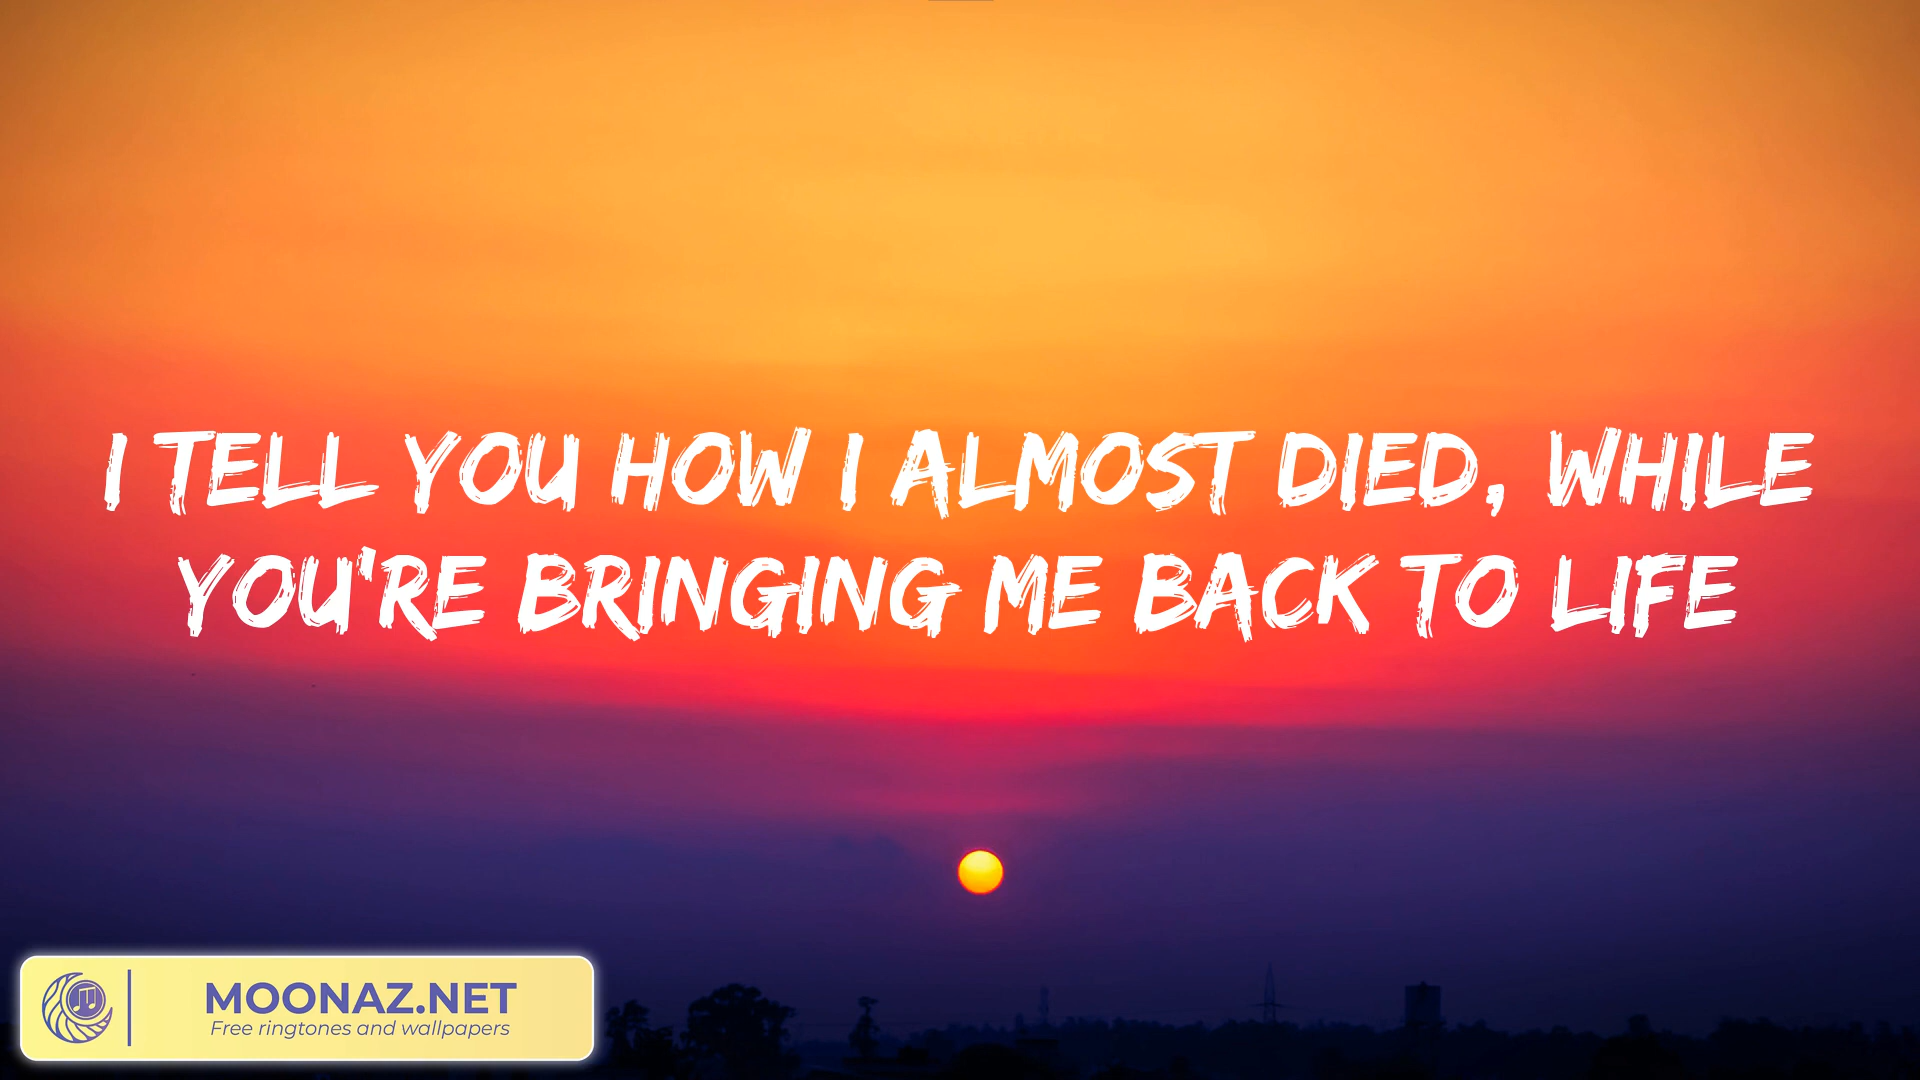 I TELL YOU HOW I ALMOST DIED, WHILE
YOU'RE BRINGING ME BACK TO LIFE
MOONAZ.NET
Free ringtones and wallpapers